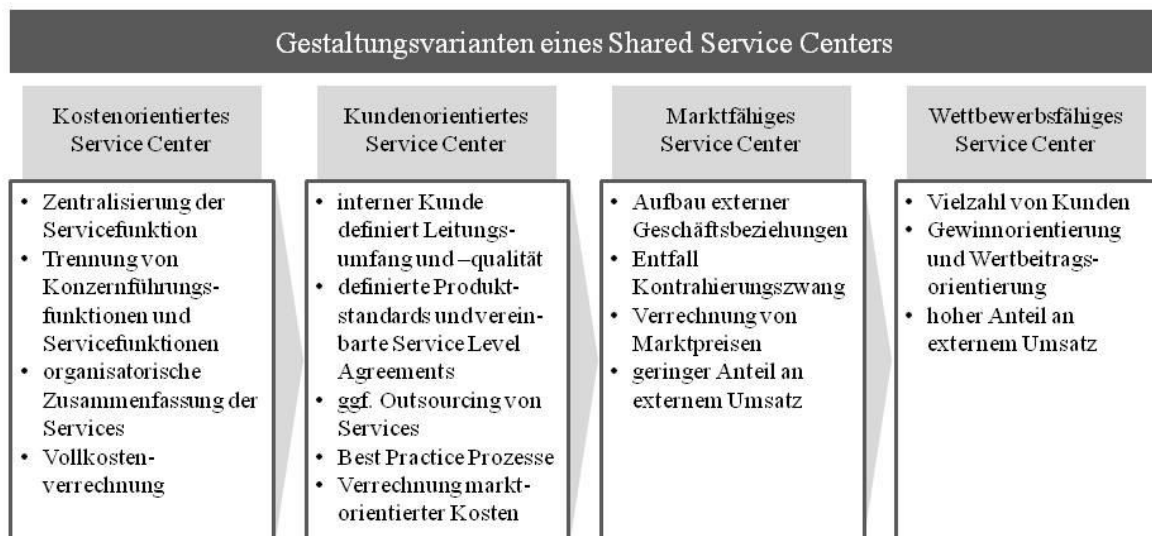 Gestaltungsvarianten eines Shared Service Centers
Kostenorientiertes
Service Center
• Zentralisierung der
Servicefunktion
• Trennung von
Konzernführungs-
funktionen und
Servicefunktionen
• organisatorische
Zusammenfassung der
Services
• Vollkosten-
verrechnung
Kundenorientiertes
Service Center
• interner Kunde
definiert Leitungs-
umfang und –qualität
• definierte Produkt-
standards und verein-
barte Service Level
Agreements
• ggf. Outsourcing von
Services
• Best Practice Prozesse
• Verrechnung markt-
orientierter Kosten
Marktfähiges
Service Center
• Aufbau externer
Geschäftsbeziehungen
• Entfall
Kontrahierungszwang
• Verrechnung von
Marktpreisen
• geringer Anteil an
externem Umsatz
Wettbewerbsfähiges
Service Center
• Vielzahl von Kunden
• Gewinnorientierung
und Wertbeitrags-
orientierung
• hoher Anteil an
externem Umsatz